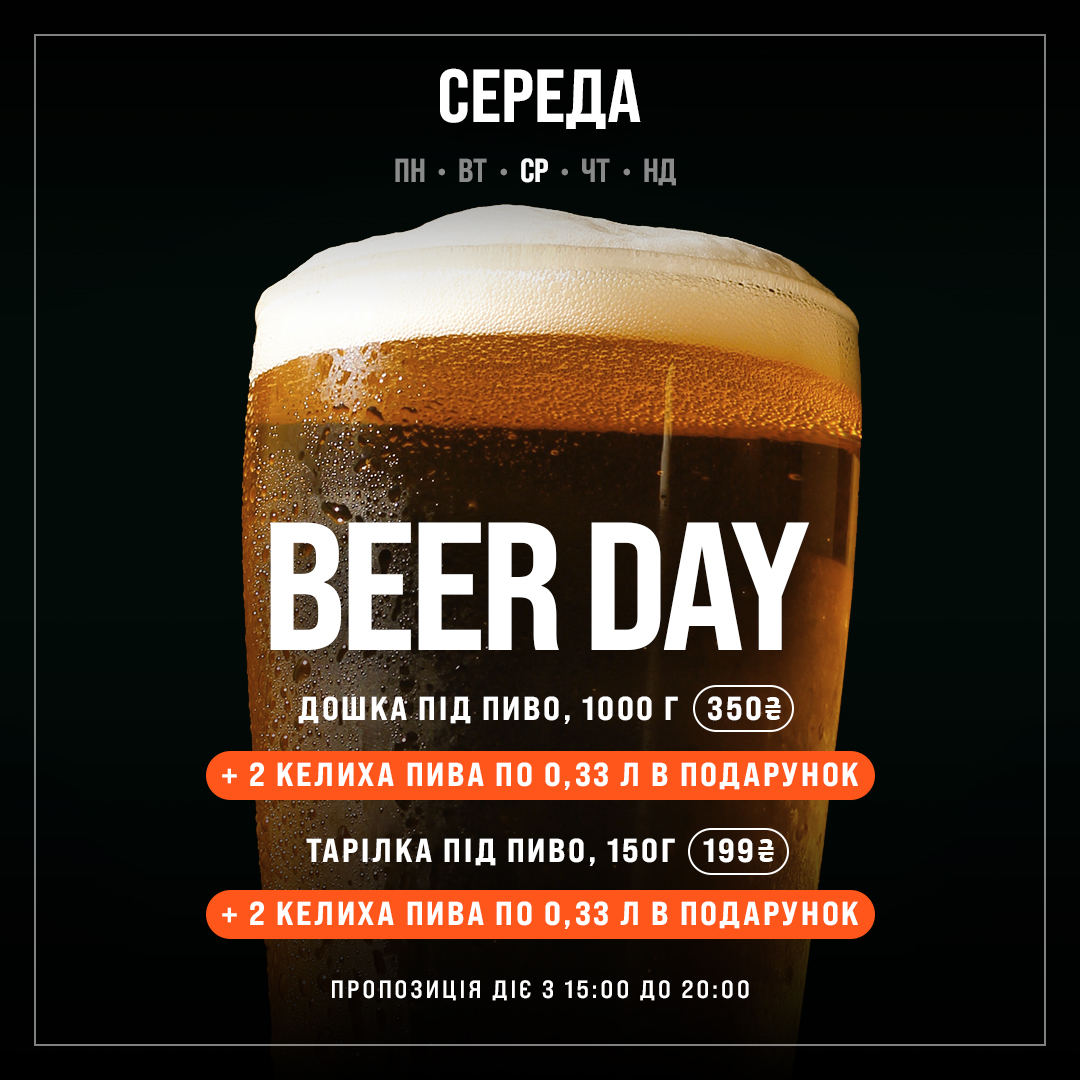 СЕРЕДА
ПН • ВТ • СР • ЧТ • НД
BEER DAY
ДОШКА ПІД ПИВО, 1000 Г 350₴
+ 2 КЕЛИХА ПИВА ПО 0,33 Л В ПОДАРУНОК
ТАРІЛКА ПІД ПИВО, 150Г 199₴
+ 2 КЕЛИХА ПИВА ПО 0,33 Л В ПОДАРУНОК
ПРОПОЗИЦІЯ ДІЄ З 15:00 ДО 20:00